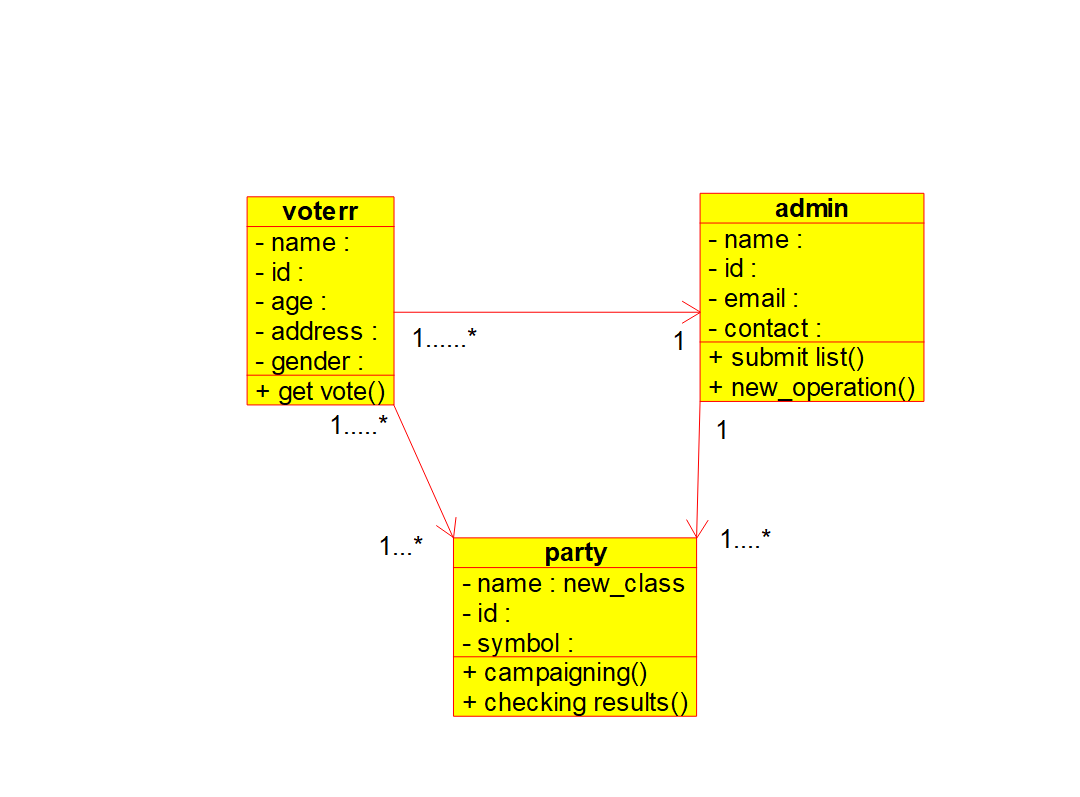 voterr
- name :
- id :
- age :
- address :
- gender :
+ get vote()
admin
- name :
- id :
- email :
- contact :
+ submit list()
+ new_operation()
1......*
1
1.....*
1
1...*
1....*
party
- name : new_class
- id :
- symbol :
+ campaigning()
+ checking results()